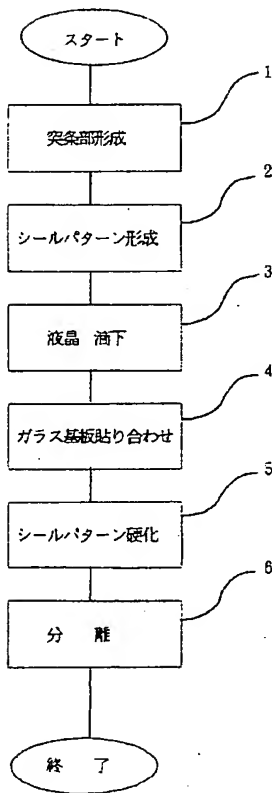 スタート
1
突条部形成
2
シールパターン形成
3
液晶 滴下
4
ガラス基板貼り合わせ
5
シールパターン硬化
6
分 離
終 了